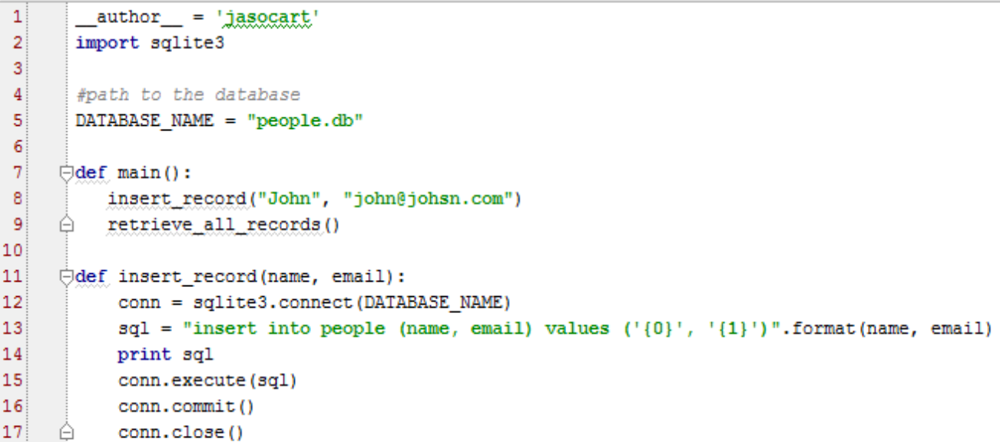 1 __author__ = 'jasocart'
2 import sqlite3
3
4 #path to the database
5 DATABASE_NAME = "people.db"
6
7 def main():
8 insert_record("John", "john@johsn.com")
9 retrieve_all_records()
10
11 def insert_record(name, email):
12 conn = sqlite3.connect(DATABASE_NAME)
13 sql = "insert into people (name, email) values ('{0}', '{1}')".format(name, email)
14 print sql
15 conn.execute(sql)
16 conn.commit()
17 conn.close()